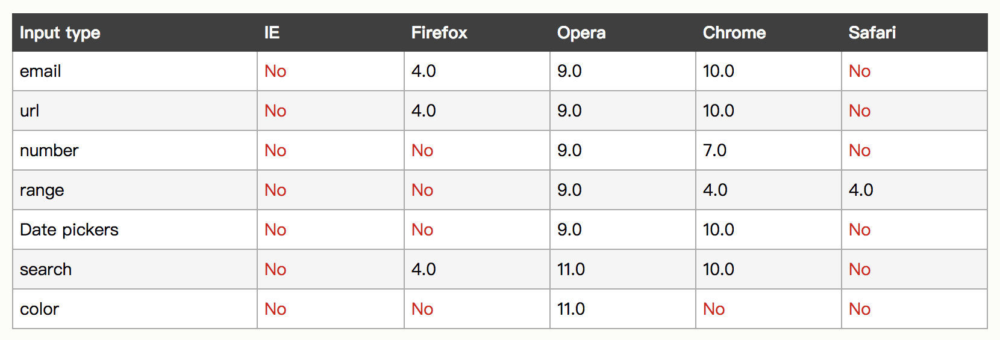 Input type IE Firefox Opera Chrome Safari
email No 4.0 9.0 10.0 No
url No 4.0 9.0 10.0 No
number No No 9.0 7.0 No
range No No 9.0 4.0 4.0
Date pickers No No 9.0 10.0 No
search No 4.0 11.0 10.0 No
color No No 11.0 No No